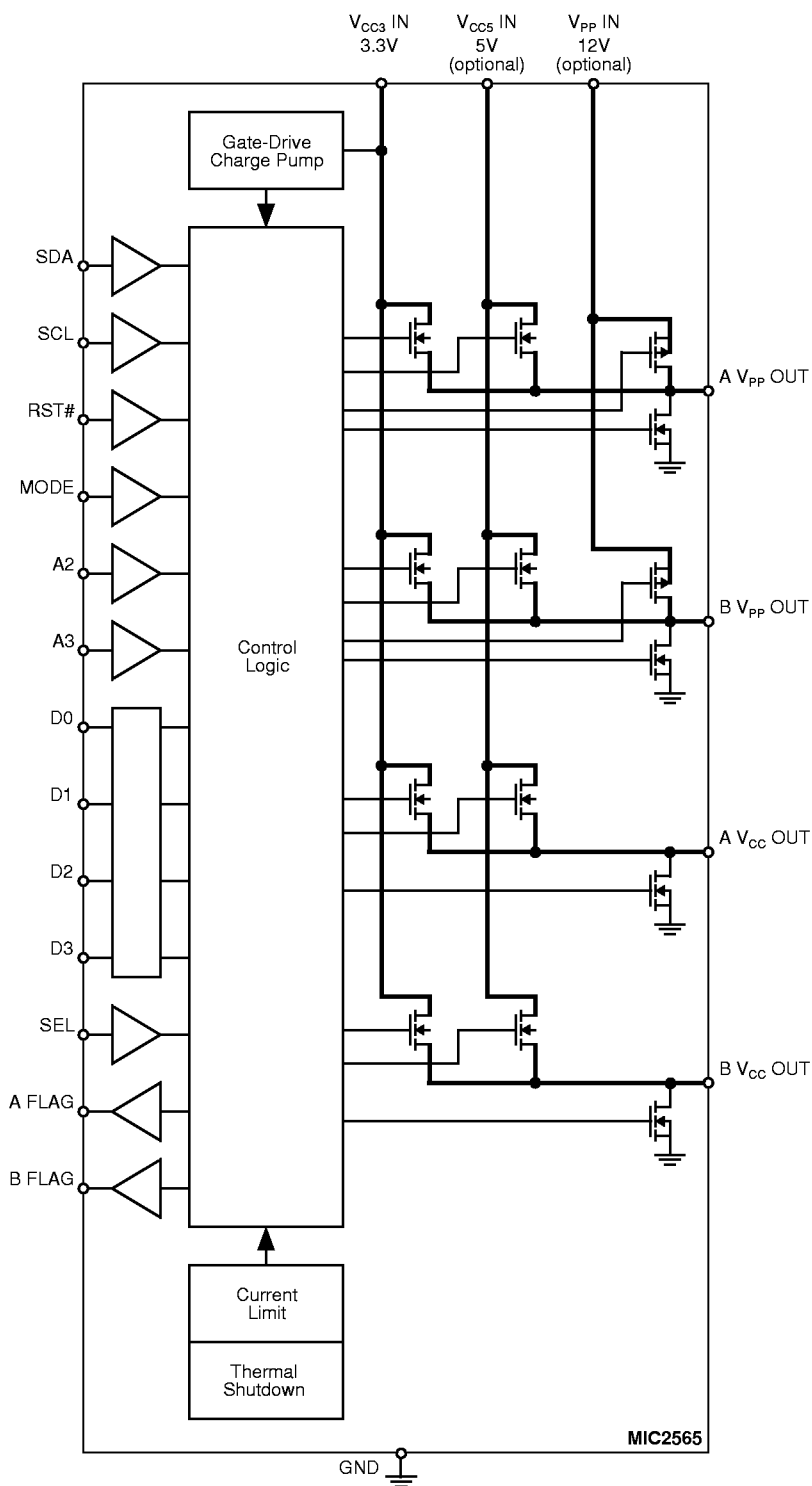 VCC3 IN
3.3V
VCC5 IN
5V
(optional)
VPP IN
12V
(optional)
Gate-Drive
Charge Pump
SDA
SCL
RST#
MODE
A2
A3
D0
D1
D2
D3
SEL
A FLAG
B FLAG
Control
Logic
A VPP OUT
B VPP OUT
A VCC OUT
B VCC OUT
Current
Limit
Thermal
Shutdown
MIC2565
GND